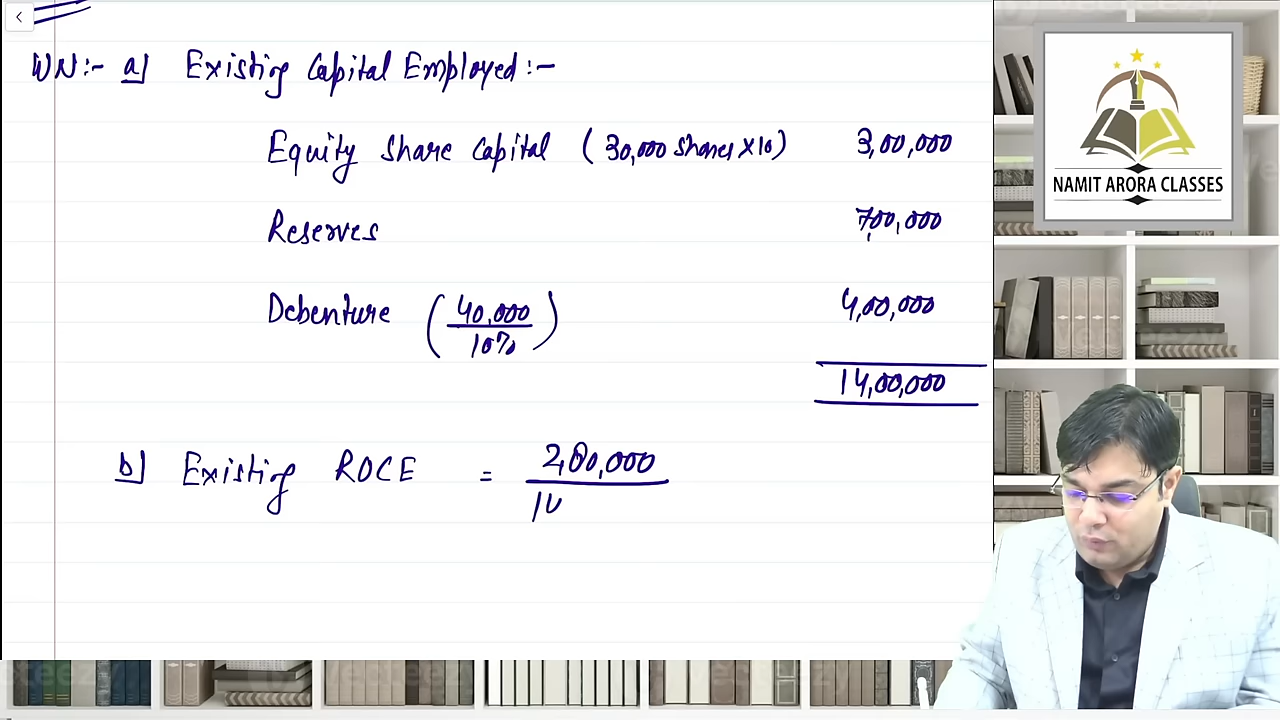 WN:- a) Existing Capital Employed :-
Equity Share Capital (30,000 shares × 10) 3,00,000
Reserves 7,00,000
Debenture (40,000 / 10%) 4,00,000
14,00,000
b) Existing ROCE = 2,80,000 / 14
NAMIT ARORA CLASSES